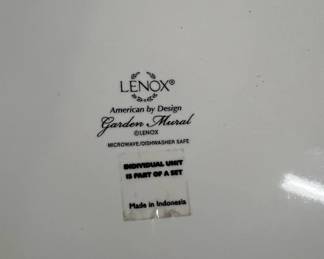 LENOX®
American by Design
Garden Mural
©LENOX
MICROWAVE/DISHWASHER SAFE
INDIVIDUAL UNIT
IS PART OF A SET
Made in Indonesia